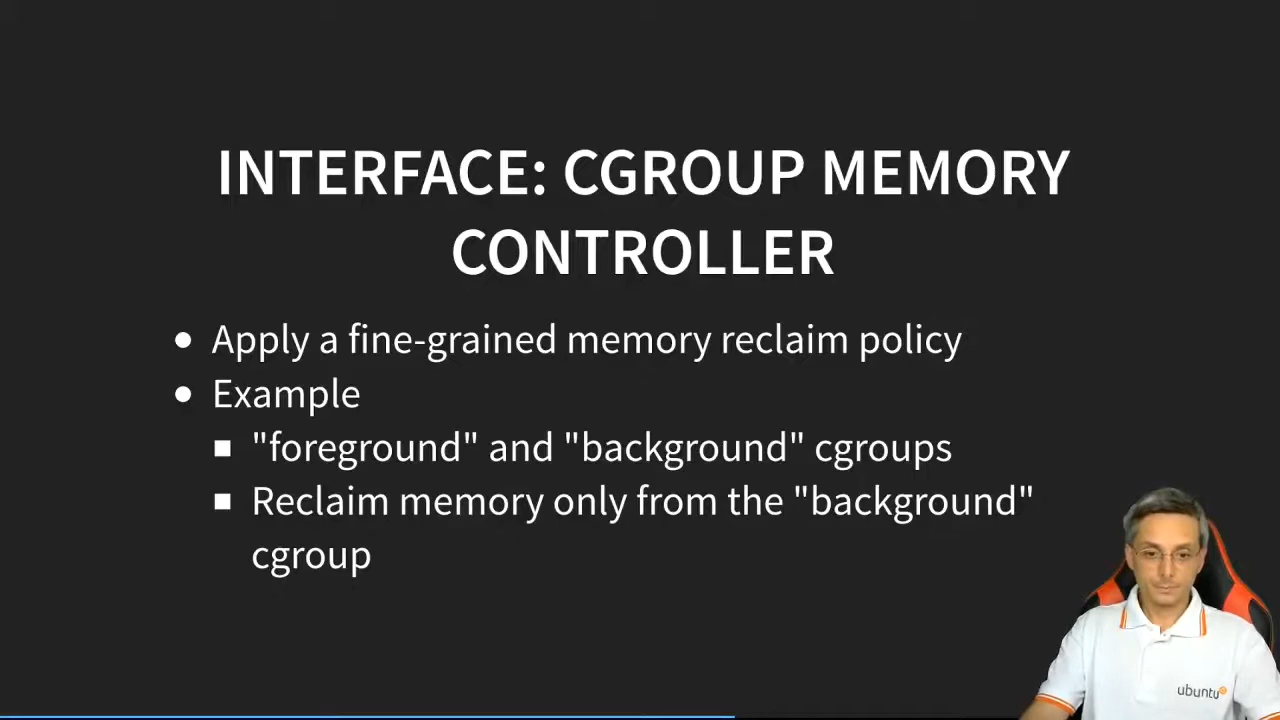 INTERFACE: CGROUP MEMORY
CONTROLLER
Apply a fine-grained memory reclaim policy
Example
"foreground" and "background" cgroups
Reclaim memory only from the "background"
cgroup
ubuntu